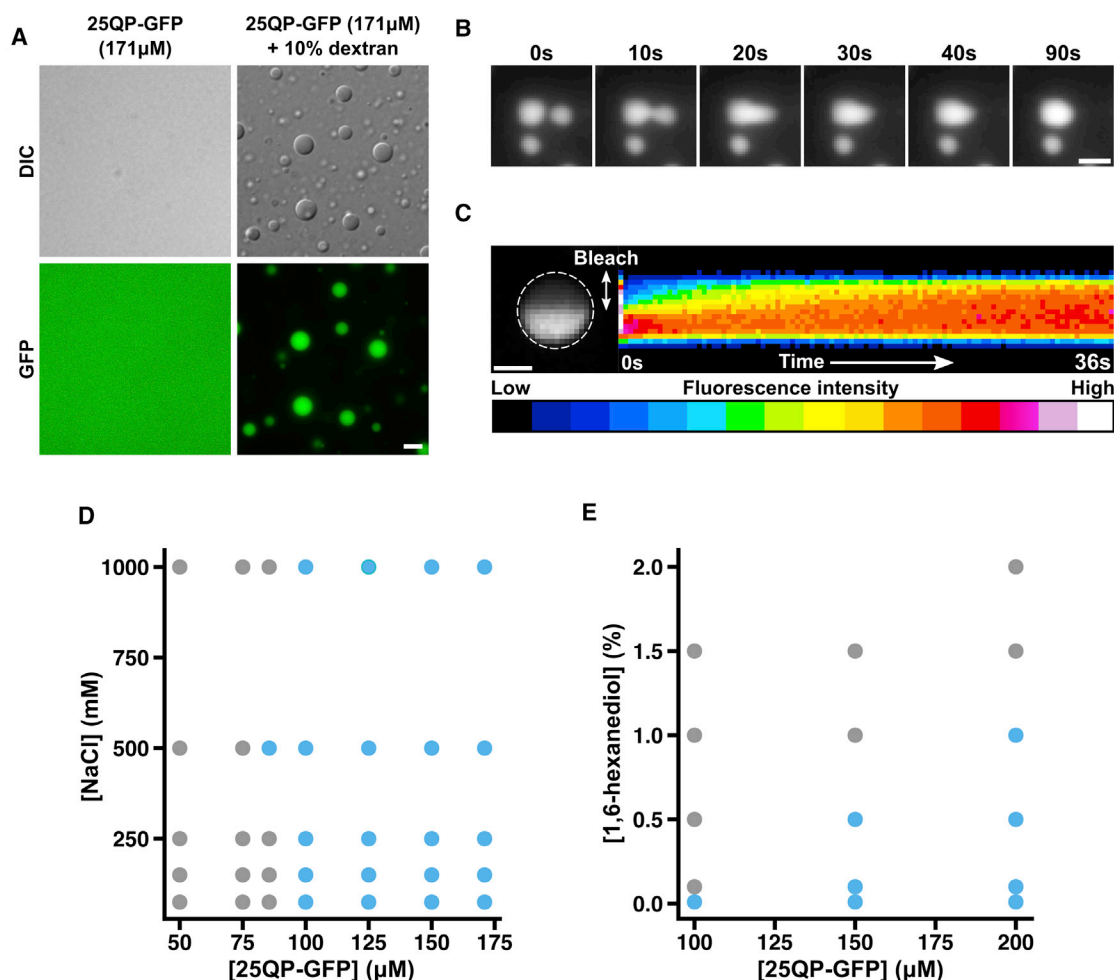 A
25QP-GFP
(171µM)
25QP-GFP (171µM)
+ 10% dextran
DIC
GFP
B
0s 10s 20s 30s 40s 90s
C
Bleach
0s Time 36s
Low Fluorescence intensity High
D
[NaCl] (mM)
1000
750
500
250
50 75 100 125 150 175
[25QP-GFP] (µM)
E
[1,6-hexanediol] (%)
2.0
1.5
1.0
0.5
0.0
100 125 150 175 200
[25QP-GFP] (µM)